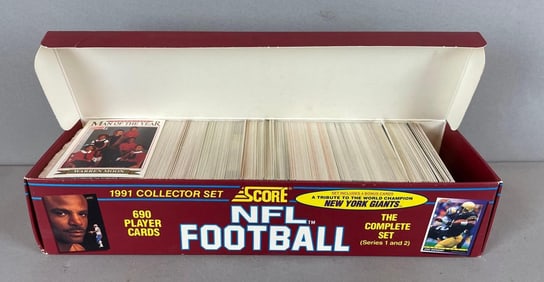 MAN OF THE YEAR
WARREN MOON
1991 COLLECTOR SET
SCORE
690
PLAYER
CARDS
NFL™
FOOTBALL
SET INCLUDES 4 BONUS CARDS
A TRIBUTE TO THE WORLD CHAMPION
NEW YORK GIANTS.
THE
COMPLETE
SET
(Series 1 and 2)